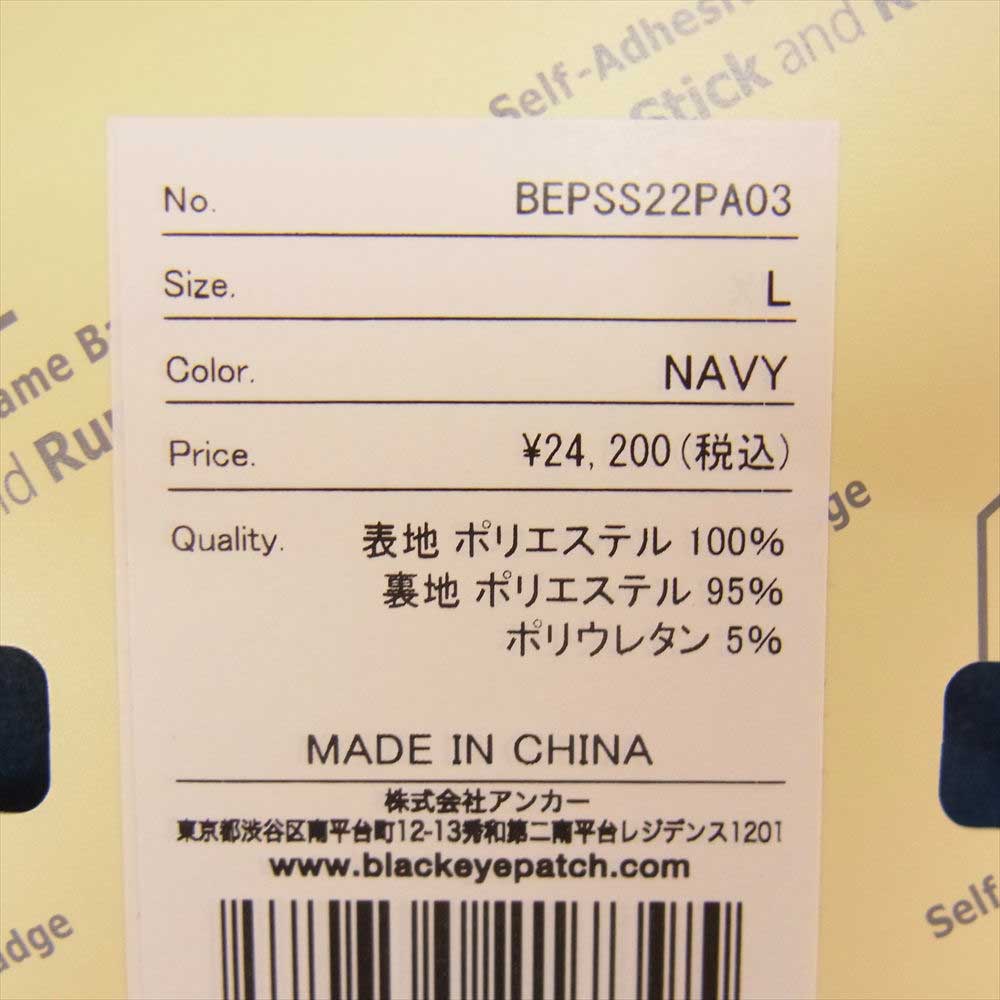 Self-Adhesi
Stick and R
No. BEPSS22PA03
Size. L
Color. NAVY
Price. ¥24,200(税込)
Quality. 表地 ポリエステル 100%
裏地 ポリエステル 95%
ポリウレタン 5%
MADE IN CHINA
株式会社アンカー
東京都渋谷区南平台町12-13秀和第二南平台レジデンス1201
www.blackeyepatch.com
ame Ba
nd Ru
ge
adge
Self